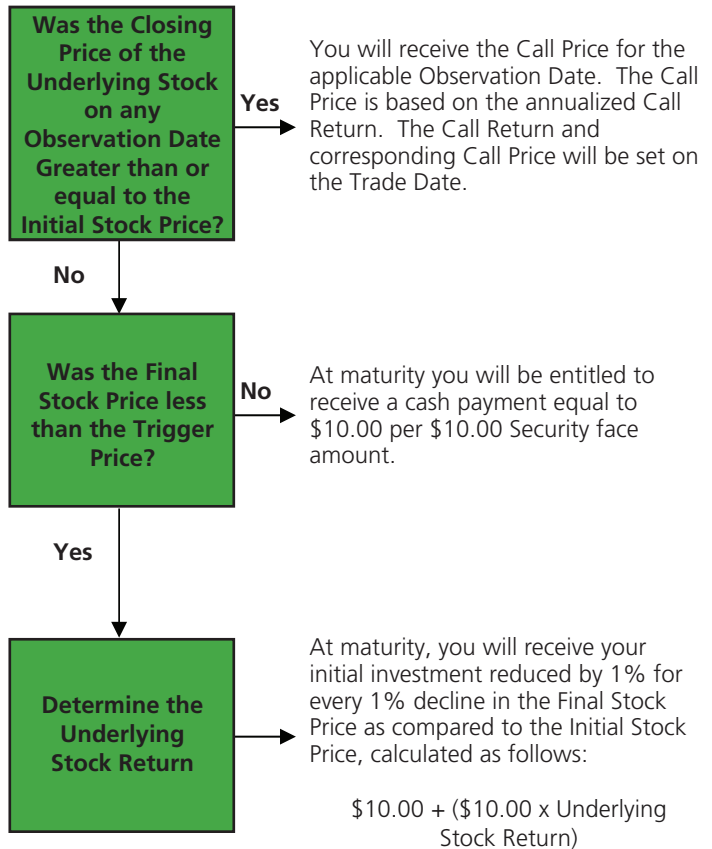 Was the Closing
Price of the
Underlying Stock
on any
Observation Date
Greater than or
equal to the
Initial Stock Price?
Yes
You will receive the Call Price for the
applicable Observation Date. The Call
Price is based on the annualized Call
Return. The Call Return and
corresponding Call Price will be set on
the Trade Date.
No
Was the Final
Stock Price less
than the Trigger
Price?
No
At maturity you will be entitled to
receive a cash payment equal to
$10.00 per $10.00 Security face
amount.
Yes
Determine the
Underlying
Stock Return
At maturity, you will receive your
initial investment reduced by 1% for
every 1% decline in the Final Stock
Price as compared to the Initial Stock
Price, calculated as follows:
$10.00 + ($10.00 x Underlying
Stock Return)